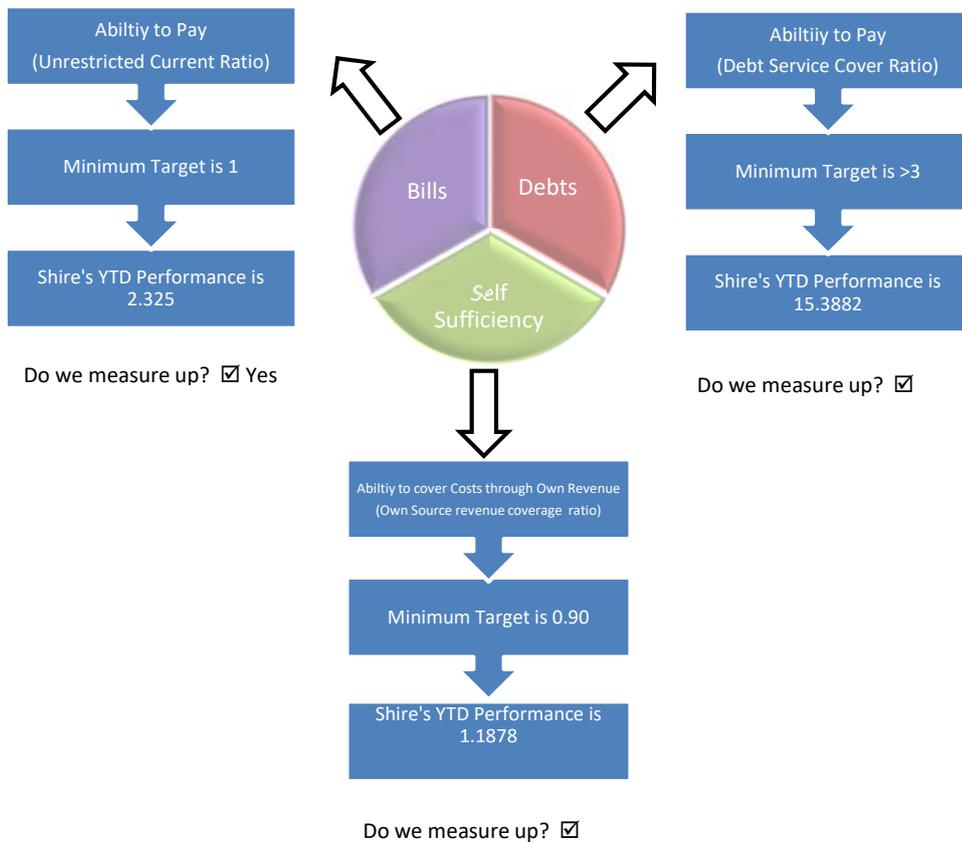 Abiltiy to Pay
(Unrestricted Current Ratio)
Minimum Target is 1
Shire's YTD Performance is
2.325
Do we measure up? ☑ Yes
Bills
Debts
Self
Sufficiency
Abiltiiy to Pay
(Debt Service Cover Ratio)
Minimum Target is >3
Shire's YTD Performance is
15.3882
Do we measure up? ☑
Abiltiy to cover Costs through Own Revenue
(Own Source revenue coverage ratio)
Minimum Target is 0.90
Shire's YTD Performance is
1.1878
Do we measure up? ☑